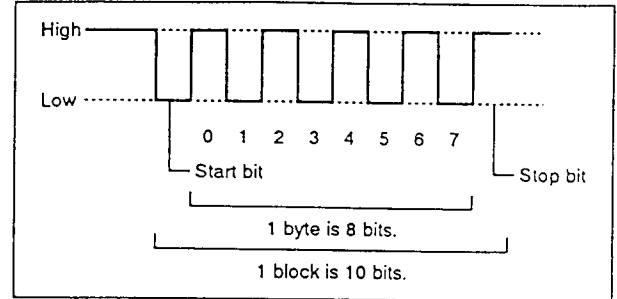 High
Low
0 1 2 3 4 5 6 7
Start bit
Stop bit
1 byte is 8 bits.
1 block is 10 bits.